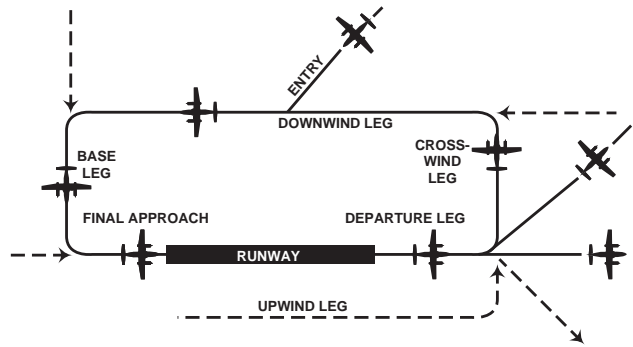 ENTRY
DOWNWIND LEG
CROSS-
WIND
LEG
BASE
LEG
FINAL APPROACH
DEPARTURE LEG
RUNWAY
UPWIND LEG